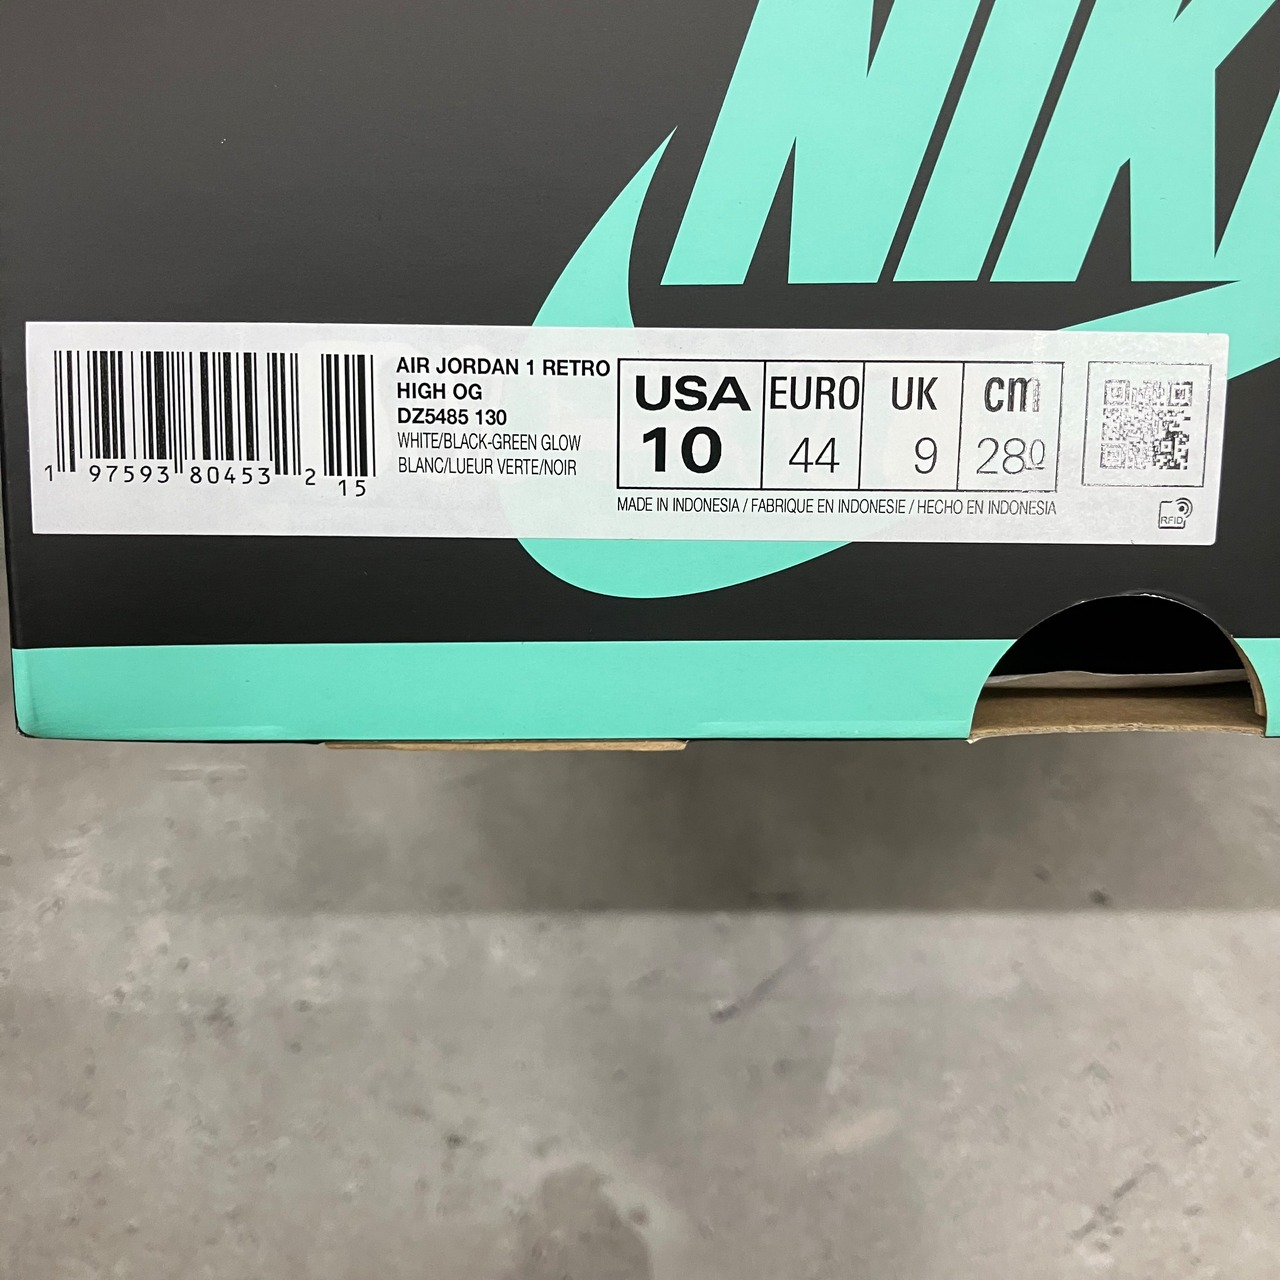 NIK
AIR JORDAN 1 RETRO
HIGH OG
DZ5485 130
WHITE/BLACK-GREEN GLOW
BLANC/LUEUR VERTE/NOIR
1 97593 80453 2 15
USA EURO UK cm
10 44 9 280
MADE IN INDONESIA / FABRIQUE EN INDONESIE / HECHO EN INDONESIA
RFID